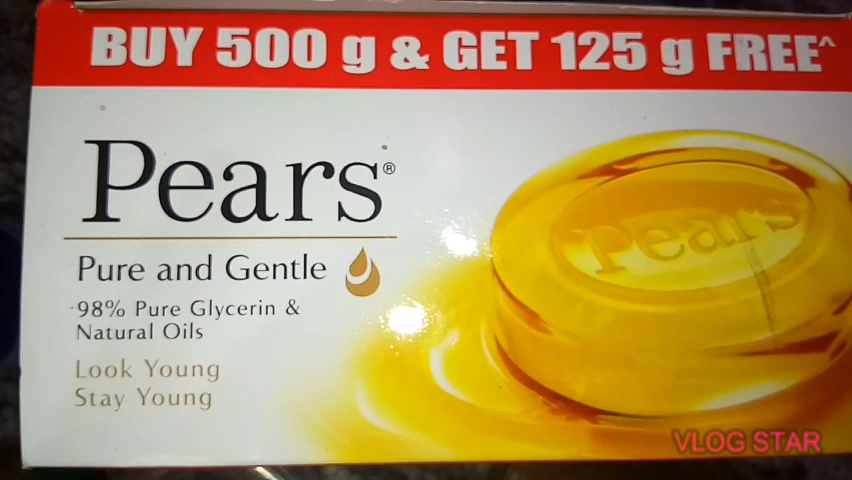 BUY 500 g & GET 125 g FREE^
Pears®
Pure and Gentle
98% Pure Glycerin &
Natural Oils
Look Young
Stay Young
Pears
VLOG STAR